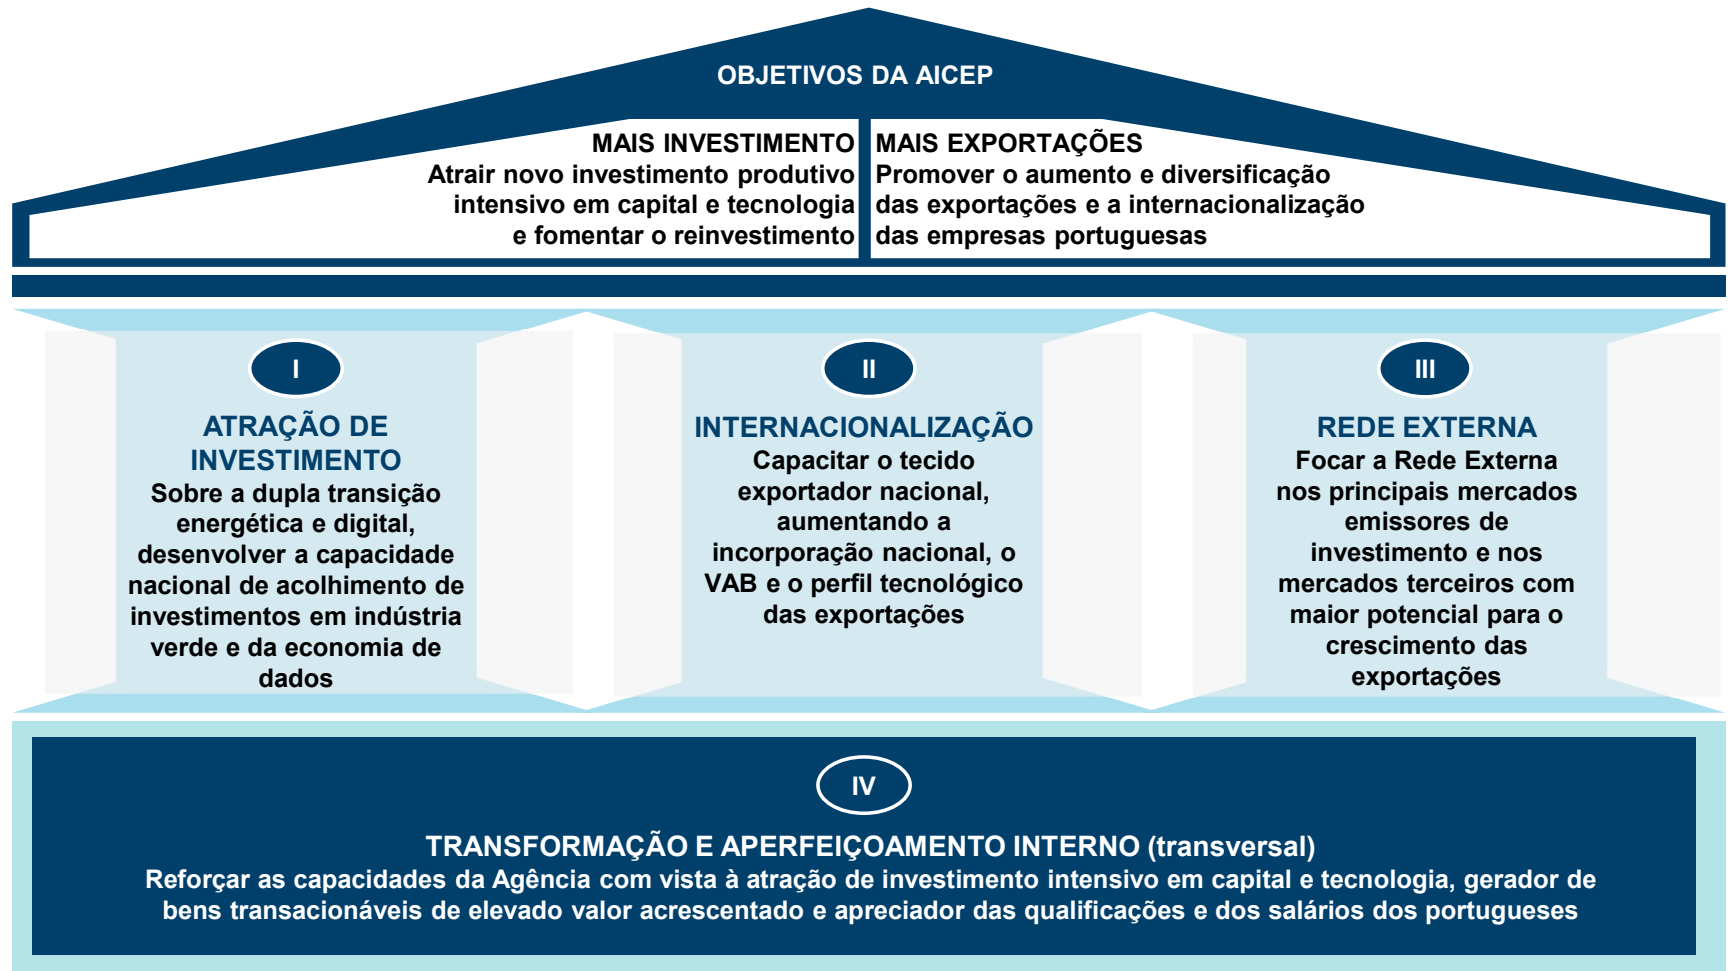 OBJETIVOS DA AICEP
MAIS INVESTIMENTO
Atrair novo investimento produtivo
intensivo em capital e tecnologia
e fomentar o reinvestimento
MAIS EXPORTAÇÕES
Promover o aumento e diversificação
das exportações e a internacionalização
das empresas portuguesas
I
ATRAÇÃO DE
INVESTIMENTO
Sobre a dupla transição
energética e digital,
desenvolver a capacidade
nacional de acolhimento de
investimentos em indústria
verde e da economia de
dados
II
INTERNACIONALIZAÇÃO
Capacitar o tecido
exportador nacional,
aumentando a
incorporação nacional, o
VAB e o perfil tecnológico
das exportações
III
REDE EXTERNA
Focar a Rede Externa
nos principais mercados
emissores de
investimento e nos
mercados terceiros com
maior potencial para o
crescimento das
exportações
IV
TRANSFORMAÇÃO E APERFEIÇOAMENTO INTERNO (transversal)
Reforçar as capacidades da Agência com vista à atração de investimento intensivo em capital e tecnologia, gerador de
bens transacionáveis de elevado valor acrescentado e apreciador das qualificações e dos salários dos portugueses